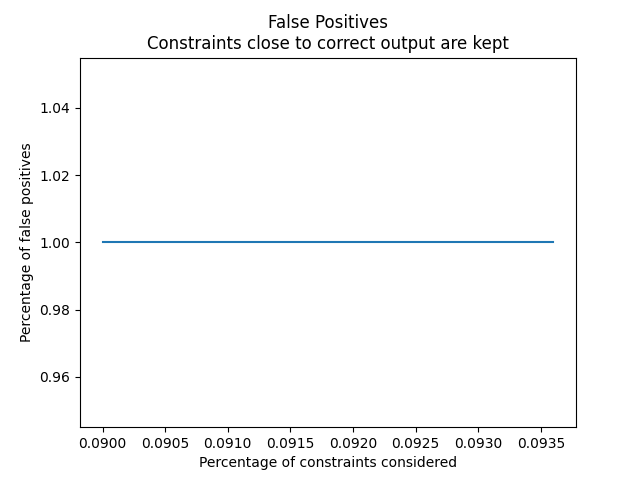 False Positives
Constraints close to correct output are kept
Percentage of false positives
1.04
1.02
1.00
0.98
0.96
0.0900 0.0905 0.0910 0.0915 0.0920 0.0925 0.0930 0.0935
Percentage of constraints considered